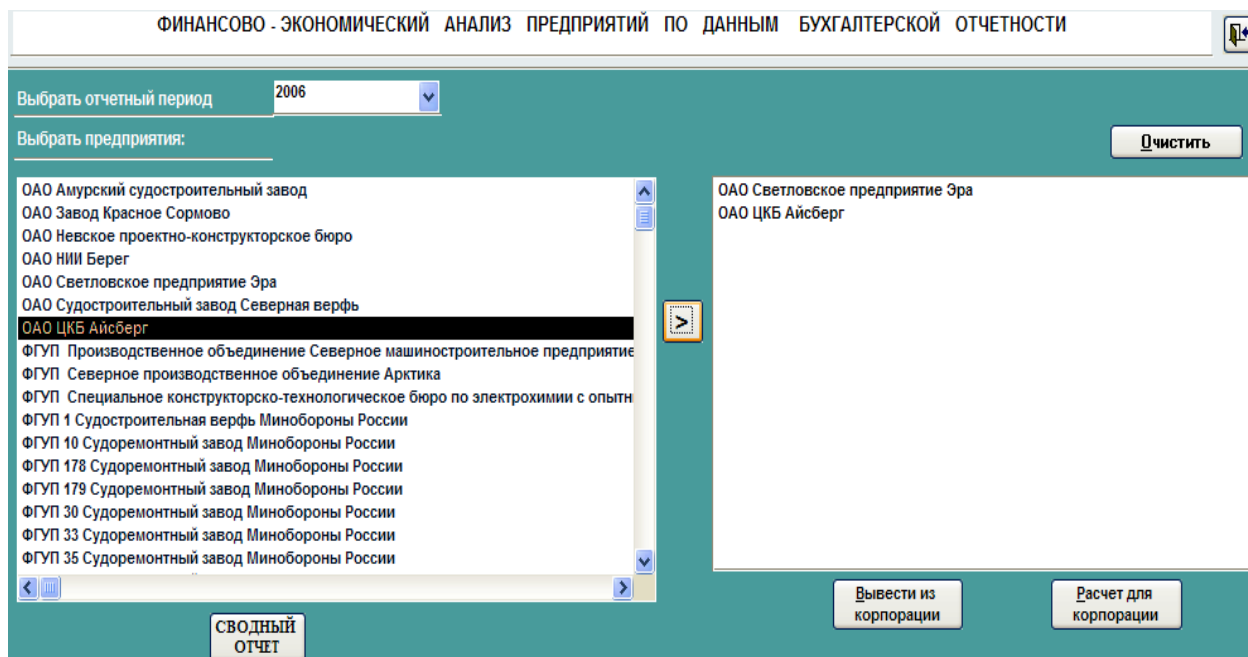 ФИНАНСОВО - ЭКОНОМИЧЕСКИЙ АНАЛИЗ ПРЕДПРИЯТИЙ ПО ДАННЫМ БУХГАЛТЕРСКОЙ ОТЧЕТНОСТИ
Выбрать отчетный период 2006
Выбрать предприятия:
Очистить
ОАО Амурский судостроительный завод
ОАО Завод Красное Сормово
ОАО Невское проектно-конструкторское бюро
ОАО НИИ Берег
ОАО Светловское предприятие Эра
ОАО Судостроительный завод Северная верфь
ОАО ЦКБ Айсберг
ФГУП Производственное объединение Северное машиностроительное предприятие
ФГУП Северное производственное объединение Арктика
ФГУП Специальное конструкторско-технологическое бюро по электрохимии с опытн
ФГУП 1 Судостроительная верфь Минобороны России
ФГУП 10 Судоремонтный завод Минобороны России
ФГУП 178 Судоремонтный завод Минобороны России
ФГУП 179 Судоремонтный завод Минобороны России
ФГУП 30 Судоремонтный завод Минобороны России
ФГУП 33 Судоремонтный завод Минобороны России
ФГУП 35 Судоремонтный завод Минобороны России
>
ОАО Светловское предприятие Эра
ОАО ЦКБ Айсберг
Вывести из
корпорации
Расчет для
корпорации
СВОДНЫЙ
ОТЧЕТ